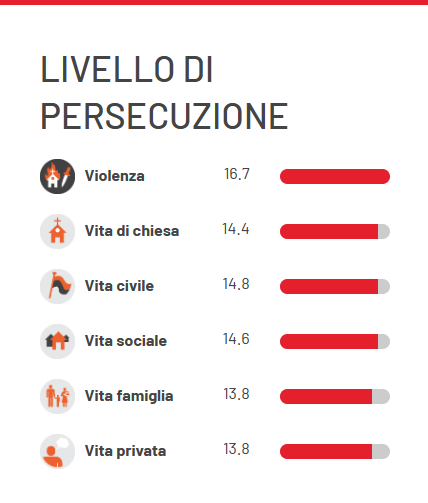 LIVELLO DI
PERSECUZIONE
Violenza 16.7
Vita di chiesa 14.4
Vita civile 14.8
Vita sociale 14.6
Vita famiglia 13.8
Vita privata 13.8